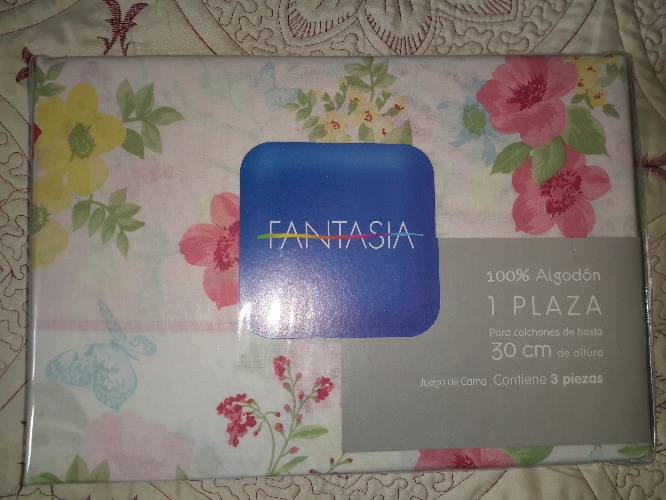 FANTASIA
100% Algodón
1 PLAZA
Para colchones de hasta
30 cm de altura
Juego de Cama . Contiene 3 piezas